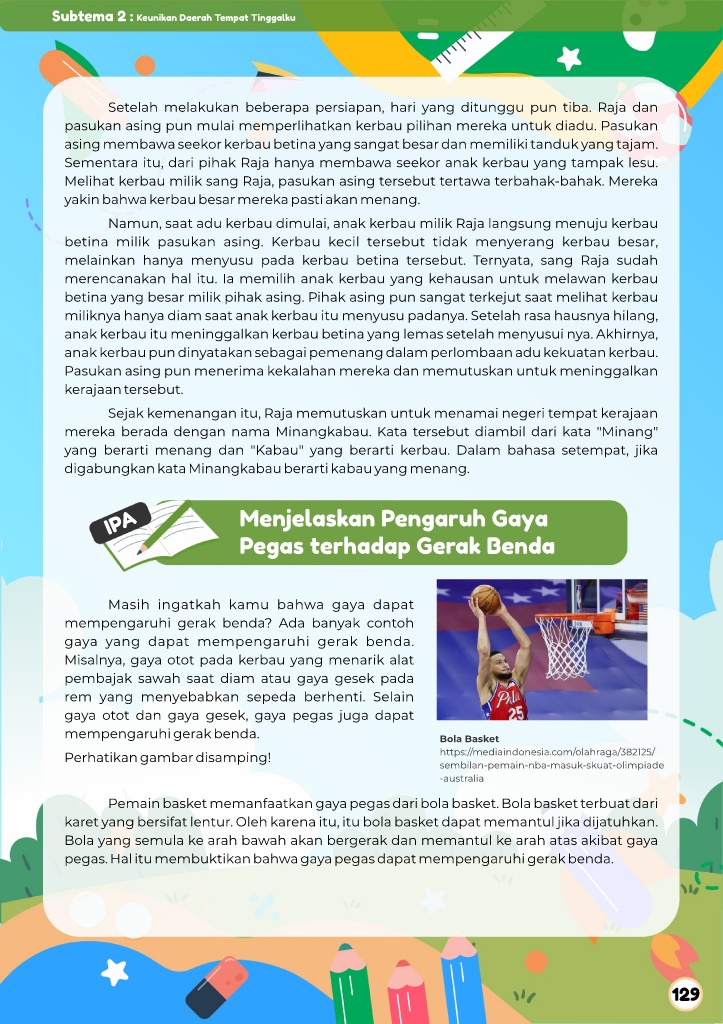 Subtema 2 : Keunikan Daerah Tempat Tinggalku
Setelah melakukan beberapa persiapan, hari yang ditunggu pun tiba. Raja dan
pasukan asing pun mulai memperlihatkan kerbau pilihan mereka untuk diadu. Pasukan
asing membawa seekor kerbau betina yang sangat besar dan memiliki tanduk yang tajam.
Sementara itu, dari pihak Raja hanya membawa seekor anak kerbau yang tampak lesu.
Melihat kerbau milik sang Raja, pasukan asing tersebut tertawa terbahak-bahak. Mereka
yakin bahwa kerbau besar mereka pasti akan menang.
Namun, saat adu kerbau dimulai, anak kerbau milik Raja langsung menuju kerbau
betina milik pasukan asing. Kerbau kecil tersebut tidak menyerang kerbau besar,
melainkan hanya menyusu pada kerbau betina tersebut. Ternyata, sang Raja sudah
merencanakan hal itu. Ia memilih anak kerbau yang kehausan untuk melawan kerbau
betina yang besar milik pihak asing. Pihak asing pun sangat terkejut saat melihat kerbau
miliknya hanya diam saat anak kerbau itu menyusu padanya. Setelah rasa hausnya hilang,
anak kerbau itu meninggalkan kerbau betina yang lemas setelah menyusui nya. Akhirnya,
anak kerbau pun dinyatakan sebagai pemenang dalam perlombaan adu kekuatan kerbau.
Pasukan asing pun menerima kekalahan mereka dan memutuskan untuk meninggalkan
kerajaan tersebut.
Sejak kemenangan itu, Raja memutuskan untuk menamai negeri tempat kerajaan
mereka berada dengan nama Minangkabau. Kata tersebut diambil dari kata "Minang"
yang berarti menang dan "Kabau" yang berarti kerbau. Dalam bahasa setempat, jika
digabungkan kata Minangkabau berarti kabau yang menang.
IPA
Menjelaskan Pengaruh Gaya
Pegas terhadap Gerak Benda
Masih ingatkah kamu bahwa gaya dapat
mempengaruhi gerak benda? Ada banyak contoh
gaya yang dapat mempengaruhi gerak benda.
Misalnya, gaya otot pada kerbau yang menarik alat
pembajak sawah saat diam atau gaya gesek pada
rem yang menyebabkan sepeda berhenti. Selain
gaya otot dan gaya gesek, gaya pegas juga dapat
mempengaruhi gerak benda.
Perhatikan gambar disamping!
Phila
25
Bola Basket
https://mediaindonesia.com/olahraga/382125/
sembilan-pemain-nba-masuk-skuat-olimpiade
-australia
Pemain basket memanfaatkan gaya pegas dari bola basket. Bola basket terbuat dari
karet yang bersifat lentur. Oleh karena itu, itu bola basket dapat memantul jika dijatuhkan.
Bola yang semula ke arah bawah akan bergerak dan memantul ke arah atas akibat gaya
pegas. Hal itu membuktikan bahwa gaya pegas dapat mempengaruhi gerak benda.
129